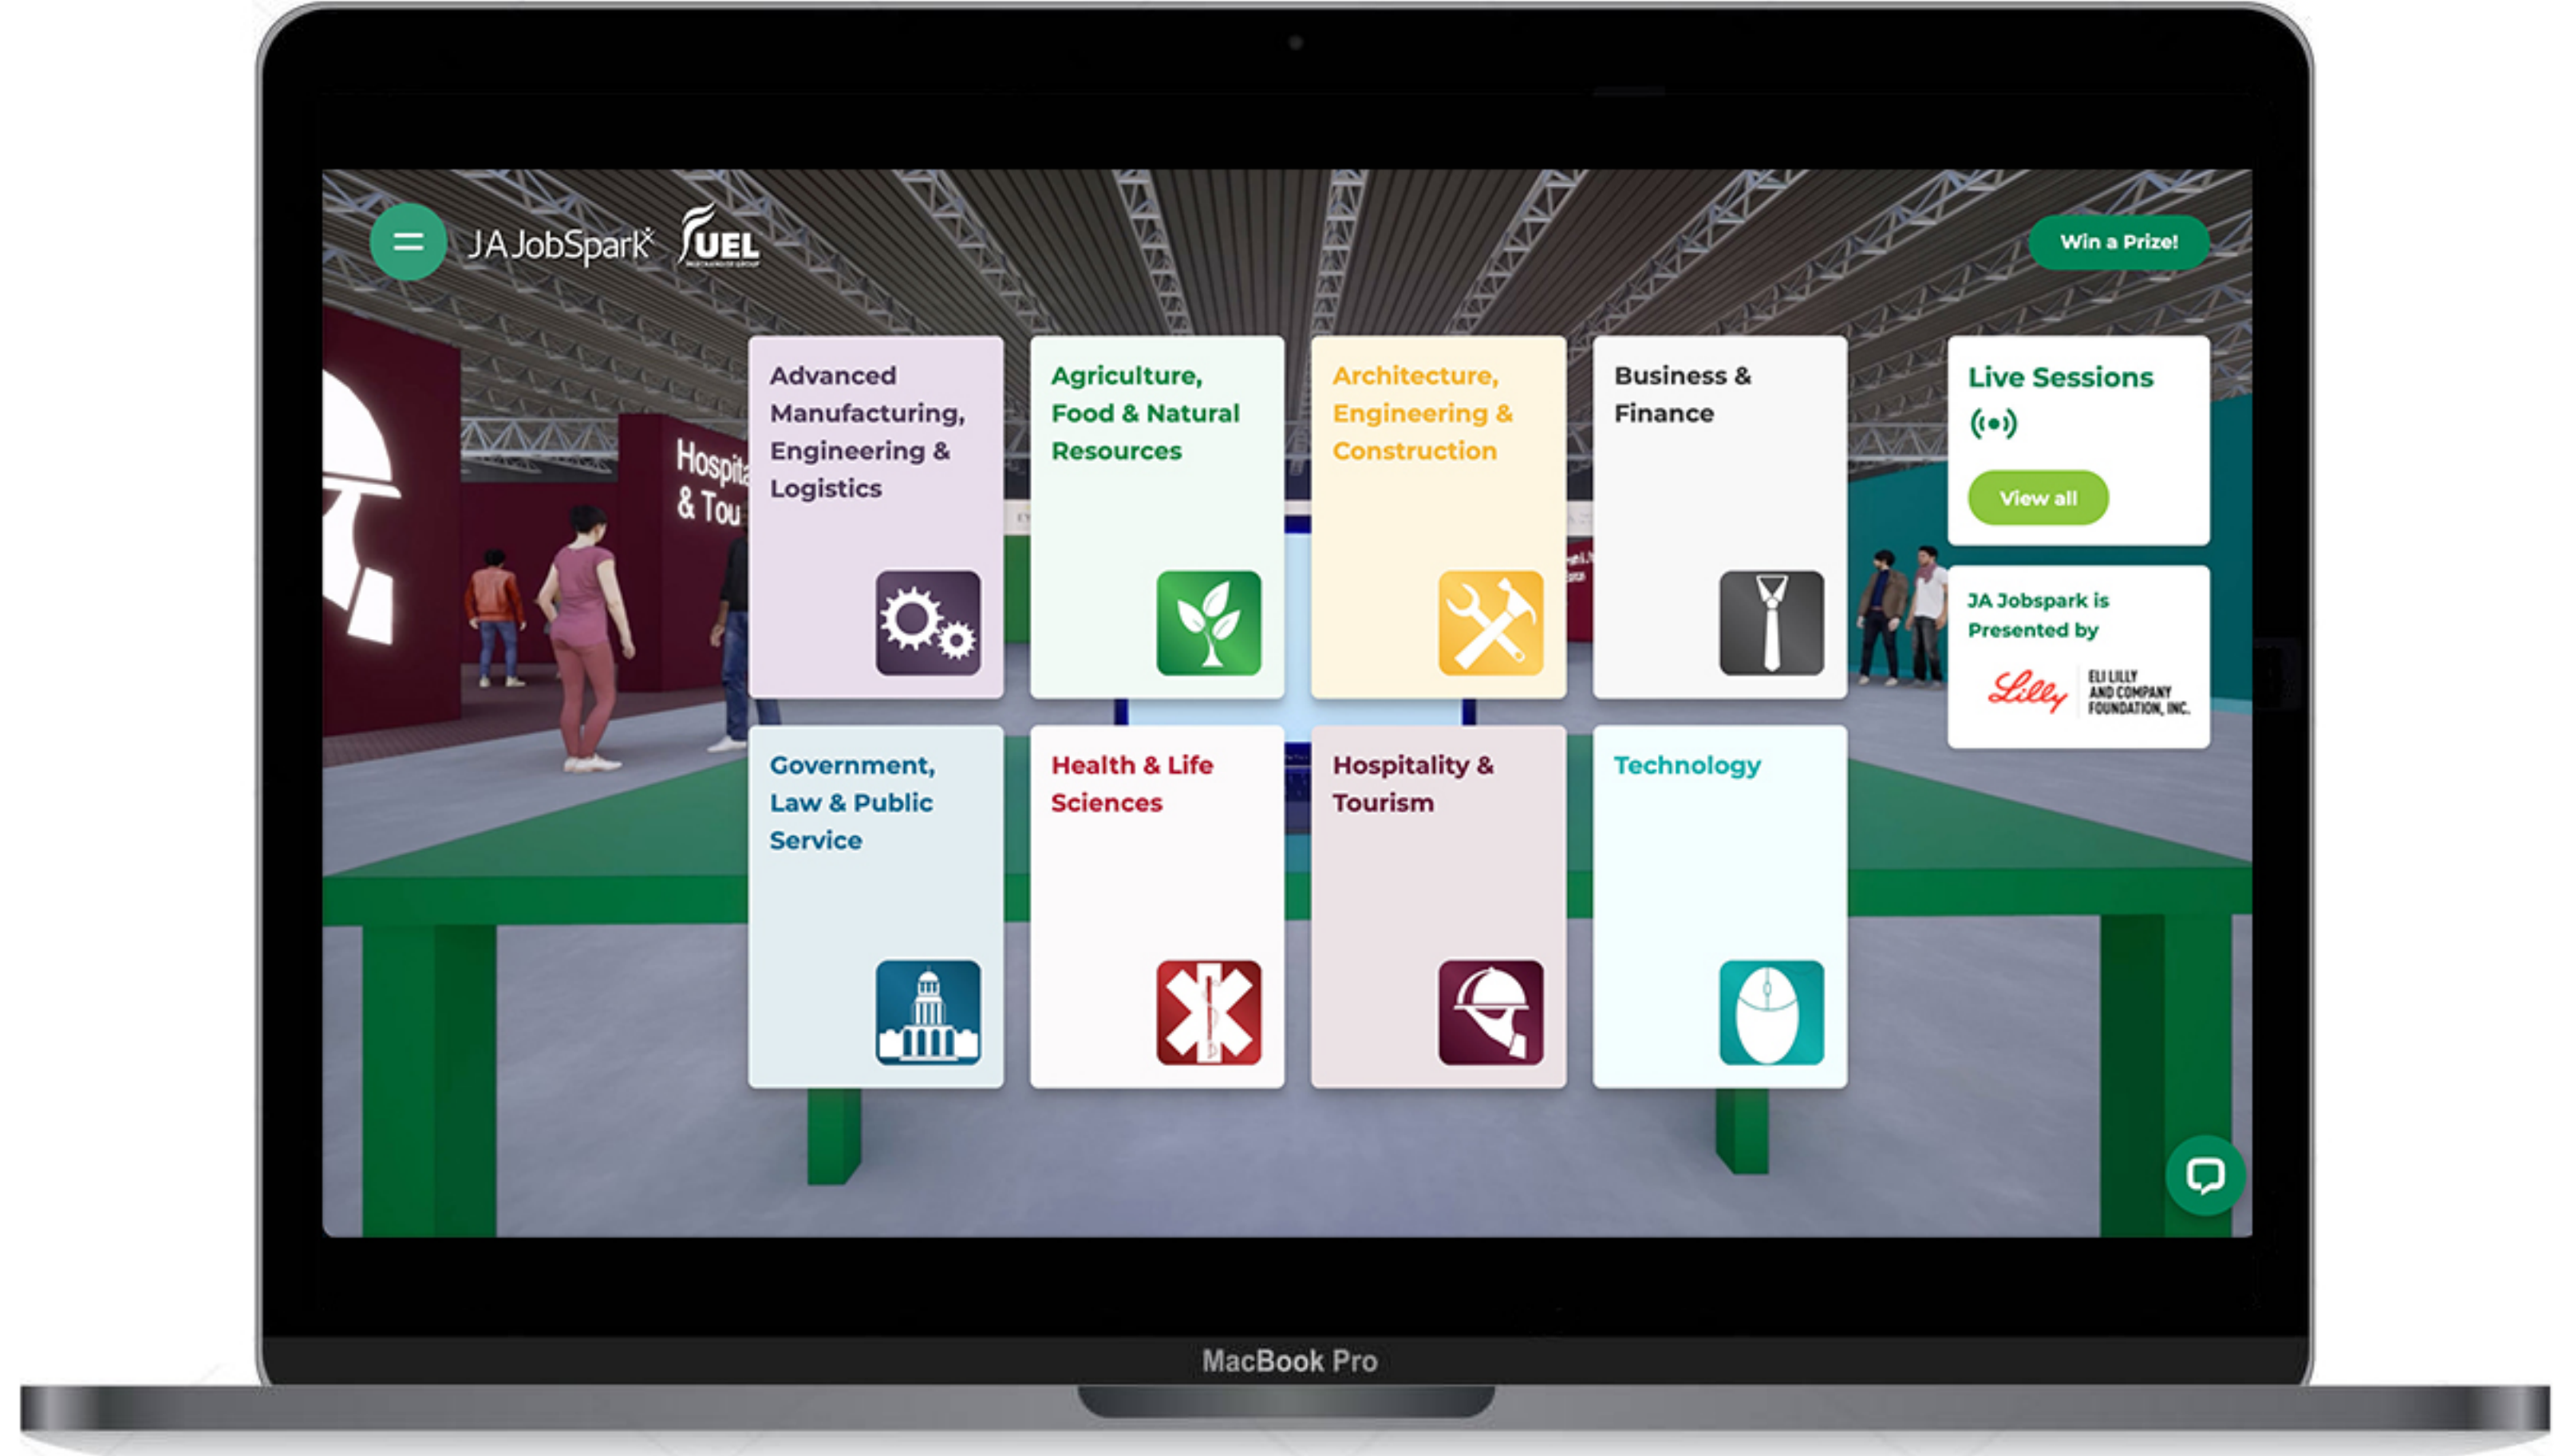 JA JobSpark
FUEL
Win a Prize!
Hospita
& Tou
Advanced
Manufacturing,
Engineering &
Logistics
Agriculture,
Food & Natural
Resources
Architecture,
Engineering &
Construction
Business &
Finance
Live Sessions
View all
JA Jobspark is
Presented by
Lilly
ELI LILLY
AND COMPANY
FOUNDATION, INC.
Government,
Law & Public
Service
Health & Life
Sciences
Hospitality &
Tourism
Technology
MacBook Pro